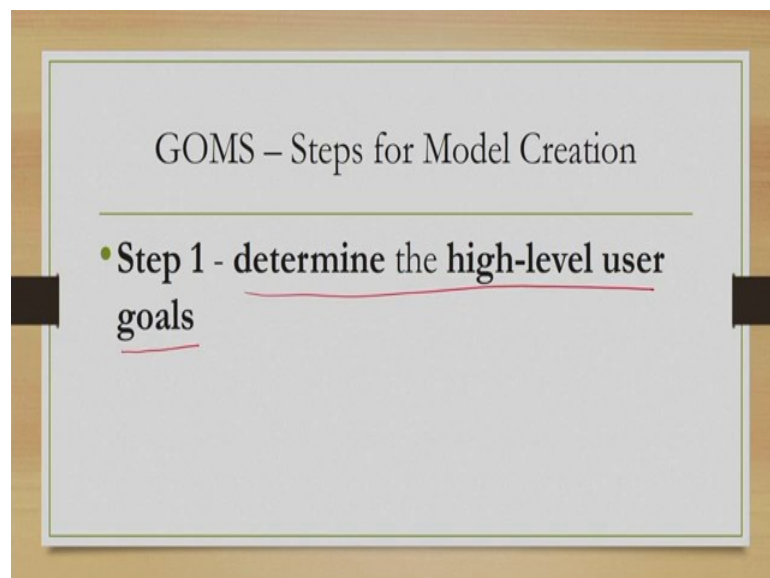 GOMS – Steps for Model Creation
•Step 1 - determine the high-level user
goals